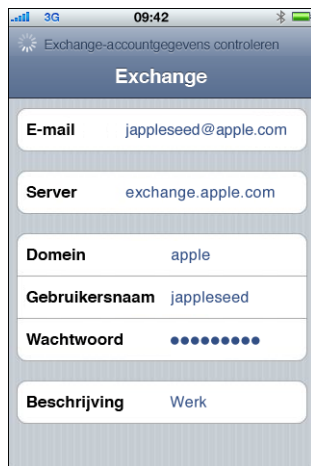 3G 09:42
Exchange-accountgegevens controleren
Exchange
E-mail jappleseed@apple.com
Server exchange.apple.com
Domein apple
Gebruikersnaam jappleseed
Wachtwoord ●●●●●●●●●
Beschrijving Werk